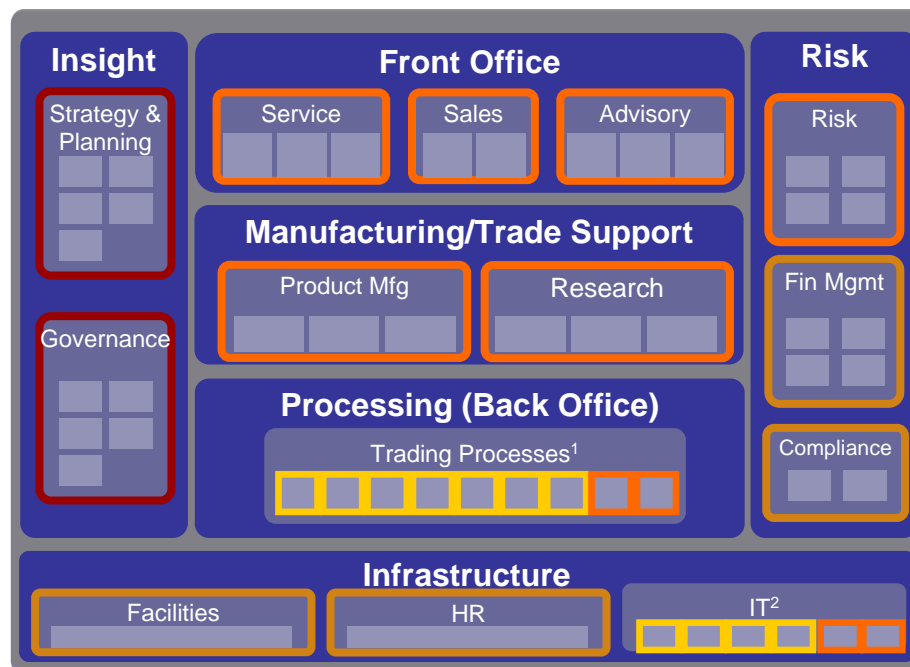 Insight
Strategy &
Planning
Governance
Front Office
Service
Sales
Advisory
Manufacturing/Trade Support
Product Mfg
Research
Processing (Back Office)
Trading Processes¹
Risk
Risk
Fin Mgmt
Compliance
Infrastructure
Facilities
HR
IT²